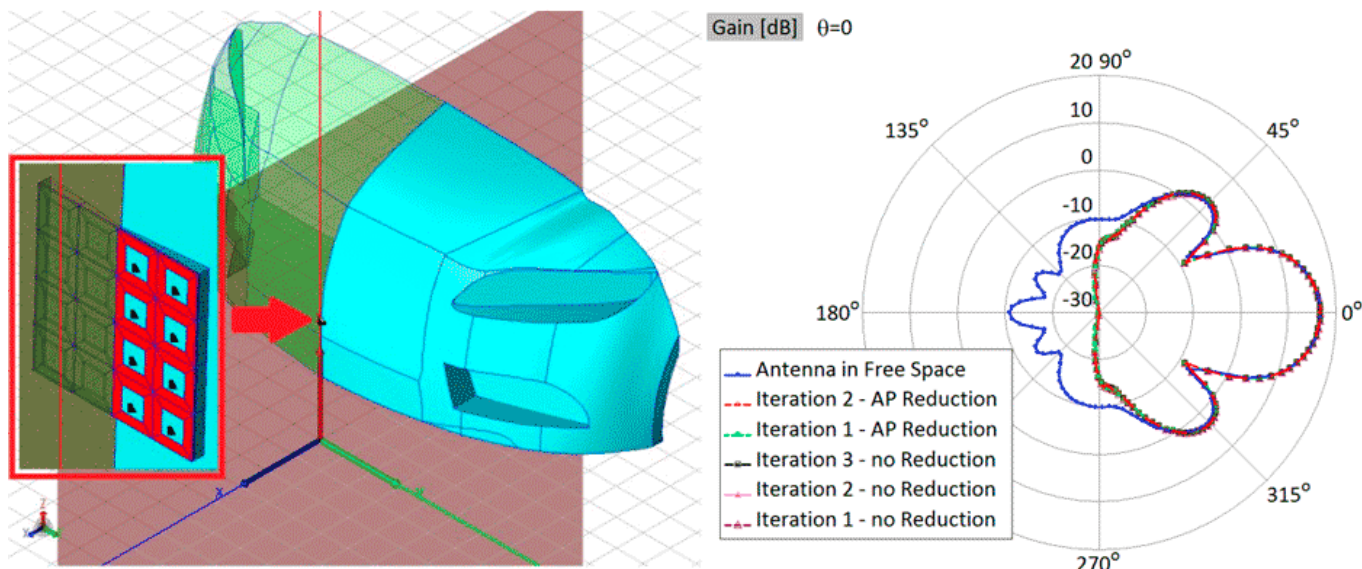 Gain [dB] θ=0
20 90°
10
0
-10
-20
-30
135°
45°
180°
0°
Antenna in Free Space
Iteration 2 - AP Reduction
Iteration 1 - AP Reduction
Iteration 3 - no Reduction
Iteration 2 - no Reduction
Iteration 1 - no Reduction
315°
270°
X
Y
Z
X